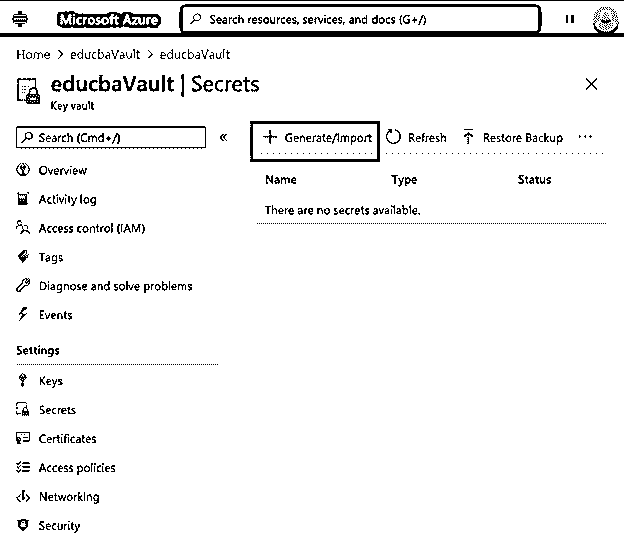 Microsoft Azure
Search resources, services, and docs (G+/)
Home > educbaVault > educbaVault
educbaVault | Secrets
Key vault
Search (Cmd+/)
«
+ Generate/Import
Refresh
Restore Backup
...
Overview
Activity log
Access control (IAM)
Tags
Diagnose and solve problems
Events
Settings
Keys
Secrets
Certificates
Access policies
Networking
Security
Name Type Status
There are no secrets available.